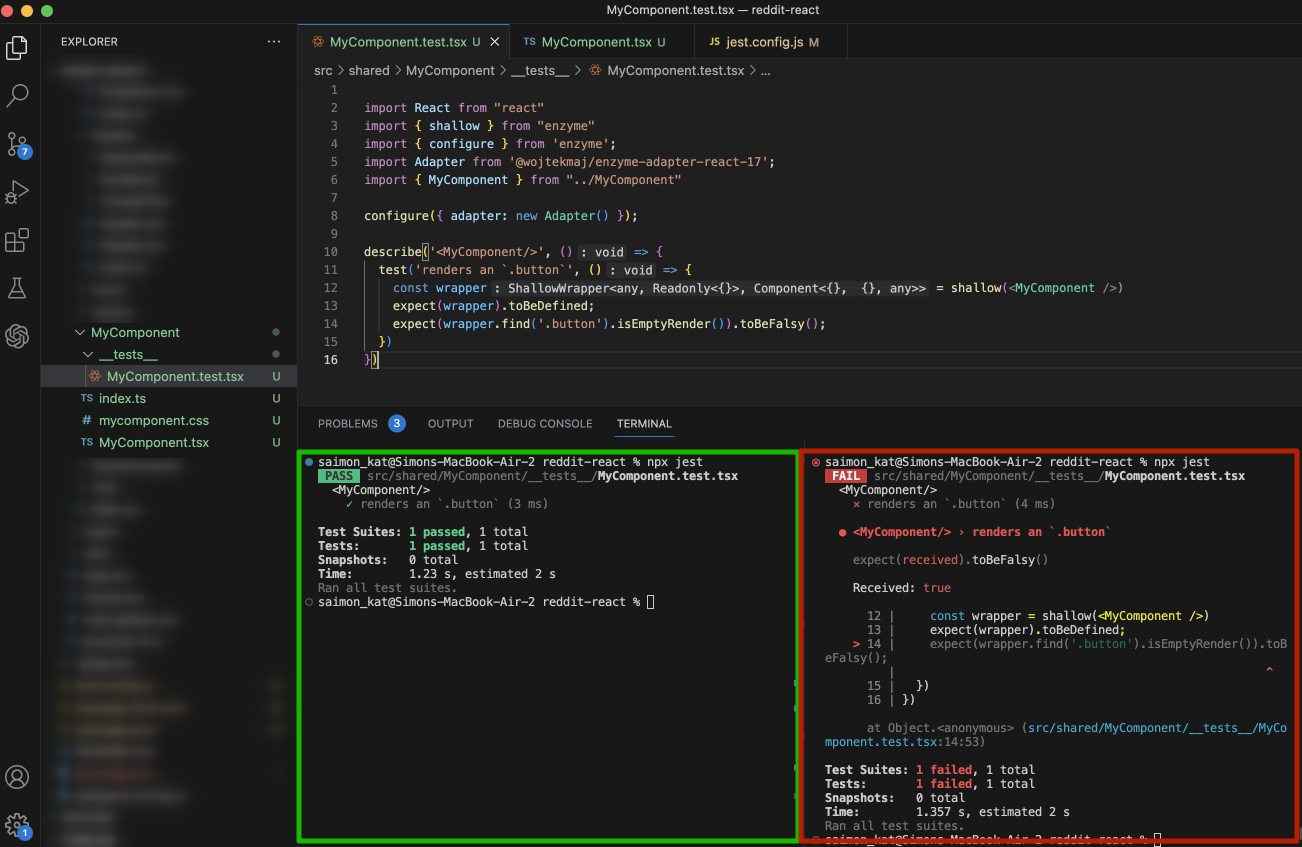 MyComponent.test.tsx — reddit-react
EXPLORER
MyComponent
__tests__
MyComponent.test.tsx U
TS index.ts U
# mycomponent.css U
TS MyComponent.tsx U
7
1
MyComponent.test.tsx U
TS MyComponent.tsx U
JS jest.config.js M
src > shared > MyComponent > __tests__ > MyComponent.test.tsx > ...
1
2 import React from "react"
3 import { shallow } from "enzyme"
4 import { configure } from 'enzyme';
5 import Adapter from '@wojtekmaj/enzyme-adapter-react-17';
6 import { MyComponent } from "../MyComponent"
7
8 configure({ adapter: new Adapter() });
9
10 describe('<MyComponent/>', () : void => {
11 test('renders an `.button`', () : void => {
12 const wrapper : ShallowWrapper<any, Readonly<{}>, Component<{}, {}, any>> = shallow(<MyComponent />)
13 expect(wrapper).toBeDefined;
14 expect(wrapper.find('.button').isEmptyRender()).toBeFalsy();
15 })
16 })
PROBLEMS 3 OUTPUT DEBUG CONSOLE TERMINAL
saimon_kat@Simons-MacBook-Air-2 reddit-react % npx jest
PASS src/shared/MyComponent/__tests__/MyComponent.test.tsx
<MyComponent/>
✓ renders an `.button` (3 ms)
Test Suites: 1 passed, 1 total
Tests: 1 passed, 1 total
Snapshots: 0 total
Time: 1.23 s, estimated 2 s
Ran all test suites.
saimon_kat@Simons-MacBook-Air-2 reddit-react %
saimon_kat@Simons-MacBook-Air-2 reddit-react % npx jest
FAIL src/shared/MyComponent/__tests__/MyComponent.test.tsx
<MyComponent/>
× renders an `.button` (4 ms)
● <MyComponent/> › renders an `.button`
expect(received).toBeFalsy()
Received: true
12 | const wrapper = shallow(<MyComponent />)
13 | expect(wrapper).toBeDefined;
> 14 | expect(wrapper.find('.button').isEmptyRender()).toB
eFalsy();
| ^
15 | })
16 | })
at Object.<anonymous> (src/shared/MyComponent/__tests__/MyCo
mponent.test.tsx:14:53)
Test Suites: 1 failed, 1 total
Tests: 1 failed, 1 total
Snapshots: 0 total
Time: 1.357 s, estimated 2 s
Ran all test suites.
saimon_kat@Simons-MacBook-Air-2 reddit-react %